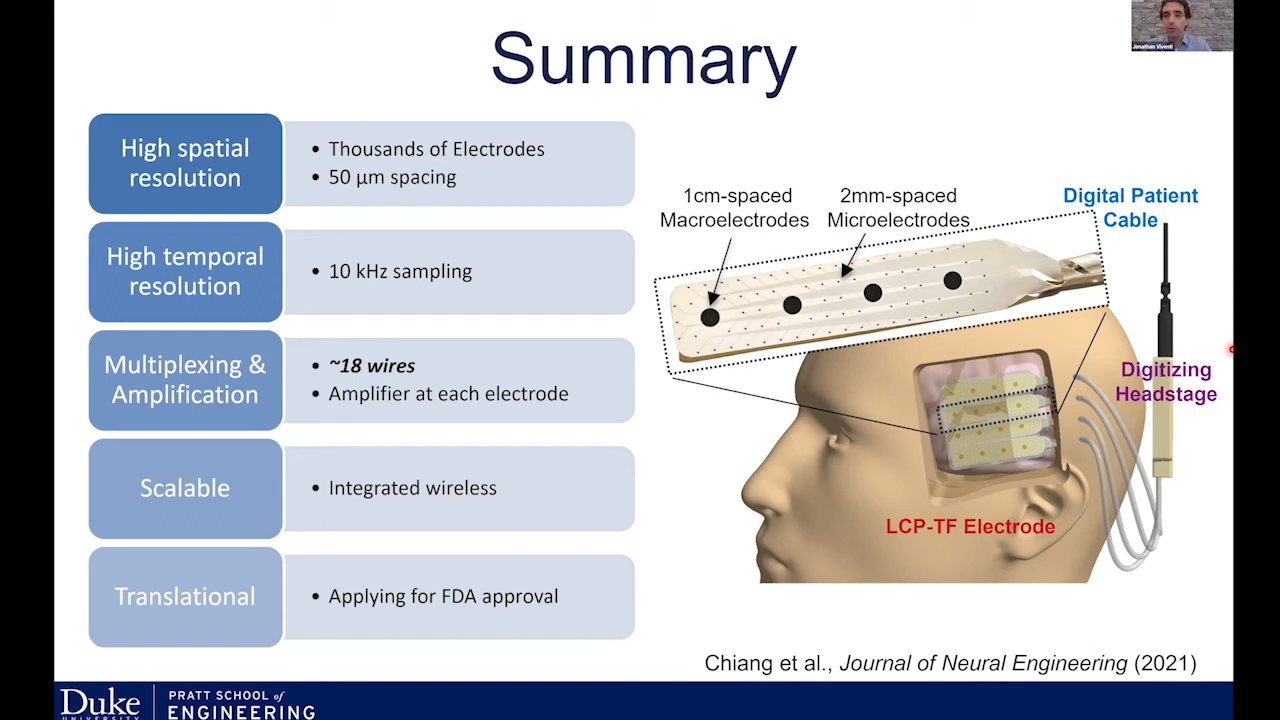 Summary
Jonathan Viventi
High spatial
resolution
• Thousands of Electrodes
• 50 µm spacing
High temporal
resolution
• 10 kHz sampling
Multiplexing &
Amplification
• ~18 wires
• Amplifier at each electrode
Scalable
• Integrated wireless
Translational
• Applying for FDA approval
1cm-spaced
Macroelectrodes
2mm-spaced
Microelectrodes
Digital Patient
Cable
Digitizing
Headstage
LCP-TF Electrode
Chiang et al., Journal of Neural Engineering (2021)
Duke
UNIVERSITY
PRATT SCHOOL of
ENGINEERING